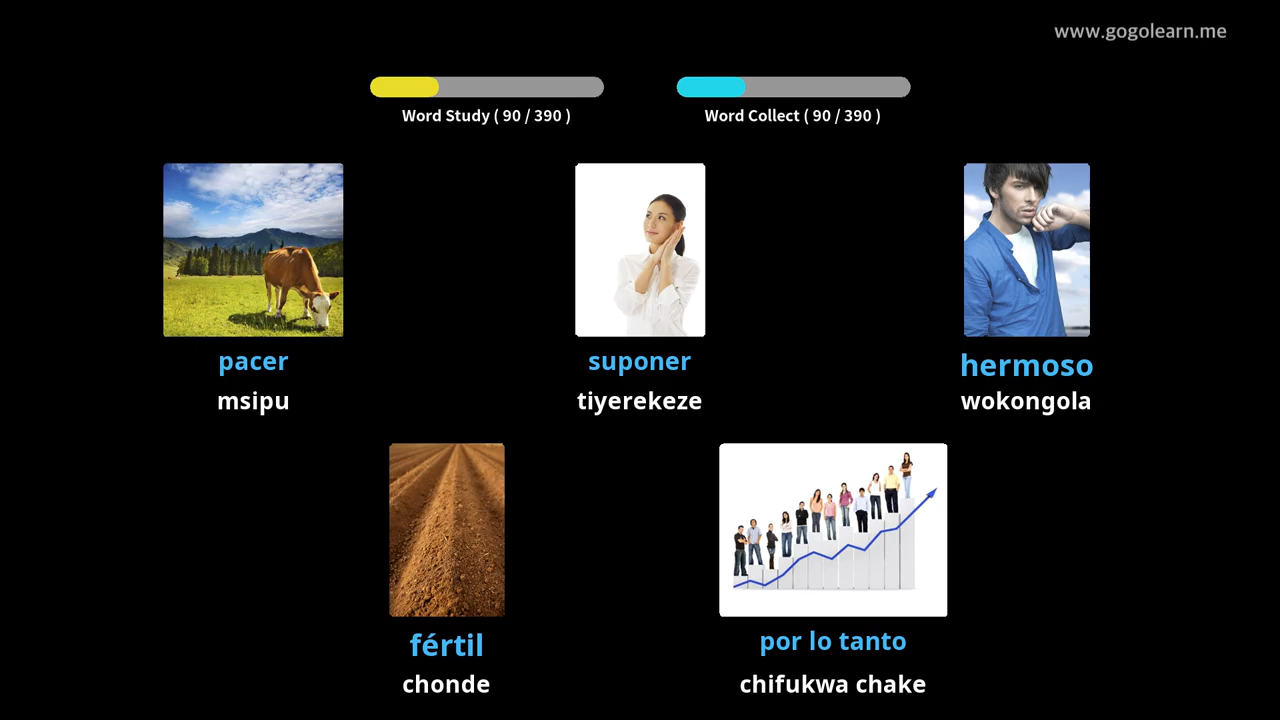 www.gogolearn.me
Word Study ( 90 / 390 )
Word Collect ( 90 / 390 )
pacer
msipu
suponer
tiyerekeze
hermoso
wokongola
fértil
chonde
por lo tanto
chifukwa chake